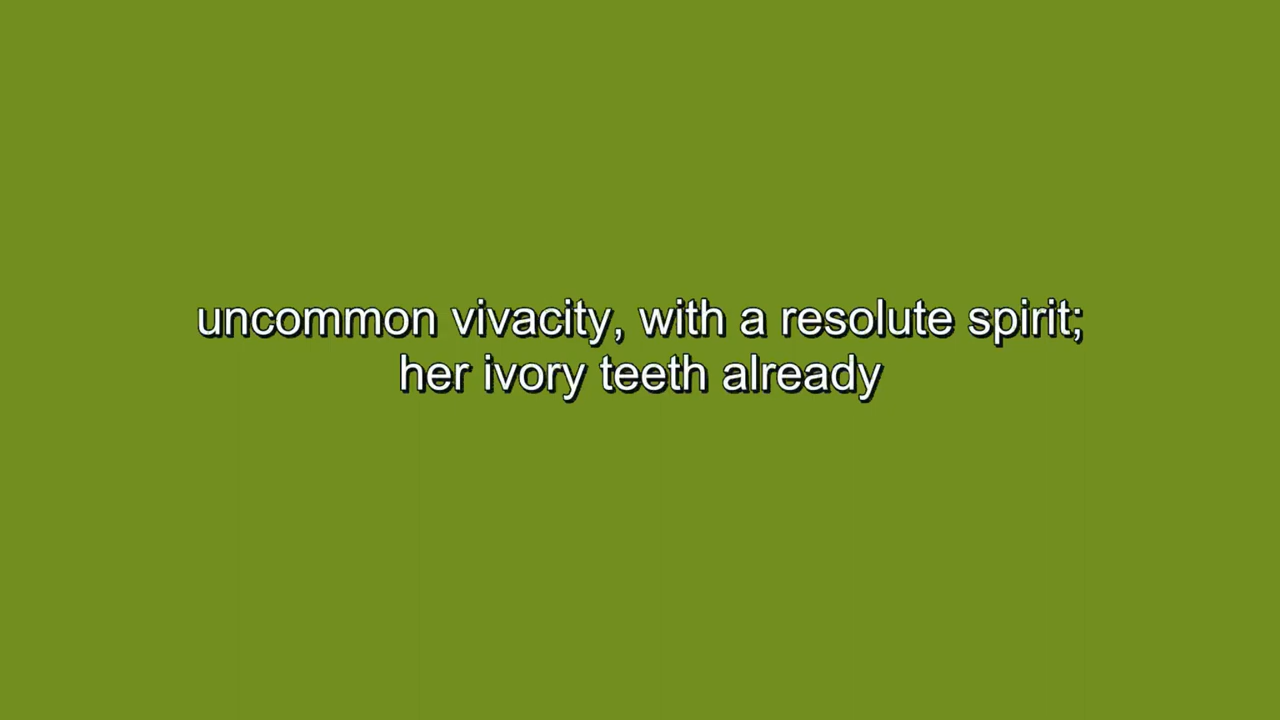 uncommon vivacity, with a resolute spirit;
her ivory teeth already